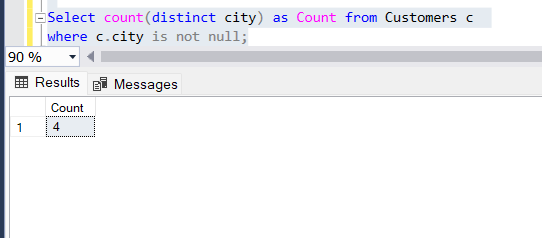 Select count(distinct city) as Count from Customers c
where c.city is not null;
90 %
Results Messages
Count
1 4